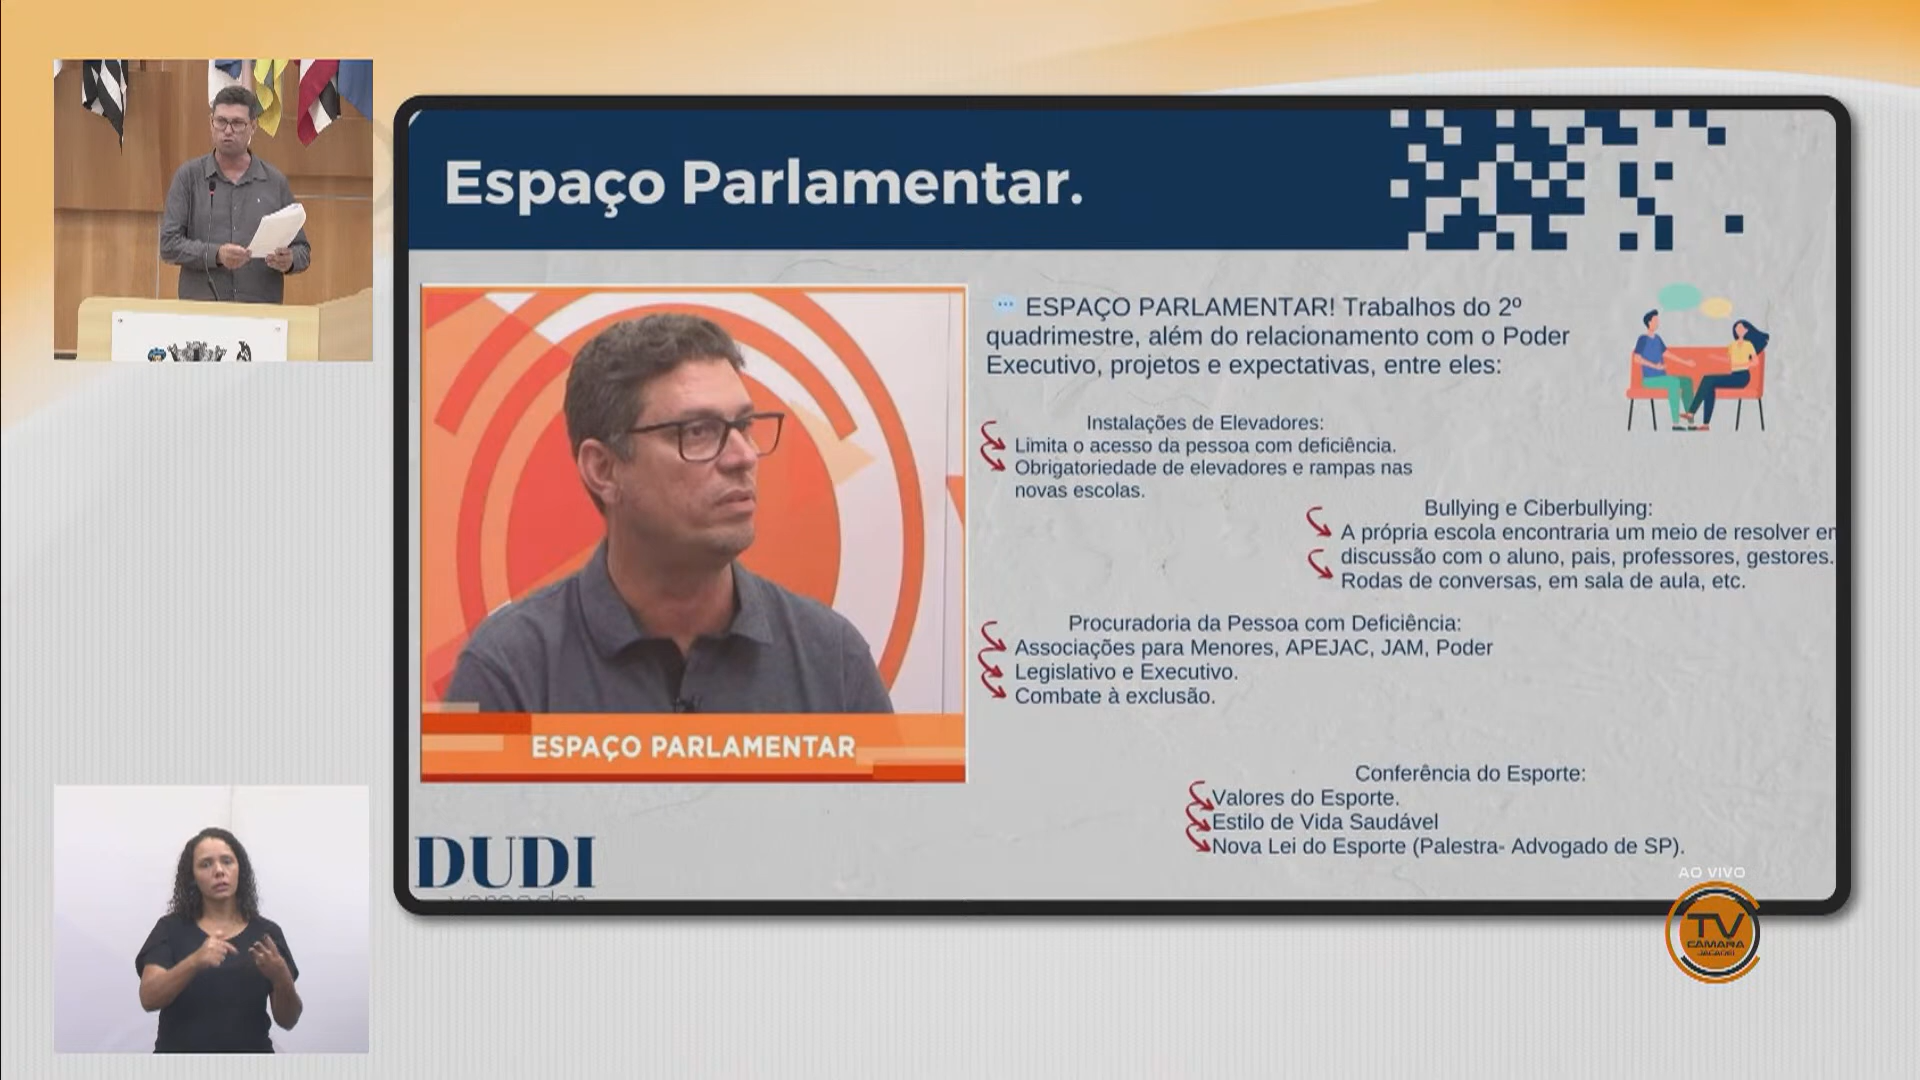 Espaço Parlamentar.
ESPAÇO PARLAMENTAR! Trabalhos do 2º
quadrimestre, além do relacionamento com o Poder
Executivo, projetos e expectativas, entre eles:
Instalações de Elevadores:
Limita o acesso da pessoa com deficiência.
Obrigatoriedade de elevadores e rampas nas
novas escolas.
Bullying e Ciberbullying:
A própria escola encontraria um meio de resolver em
discussão com o aluno, pais, professores, gestores.
Rodas de conversas, em sala de aula, etc.
Procuradoria da Pessoa com Deficiência:
Associações para Menores, APEJAC, JAM, Poder
Legislativo e Executivo.
Combate à exclusão.
ESPAÇO PARLAMENTAR
Conferência do Esporte:
Valores do Esporte.
Estilo de Vida Saudável
Nova Lei do Esporte (Palestra- Advogado de SP).
DUDI
vereador
AO VIVO
TV
CÂMARA
JACAREÍ